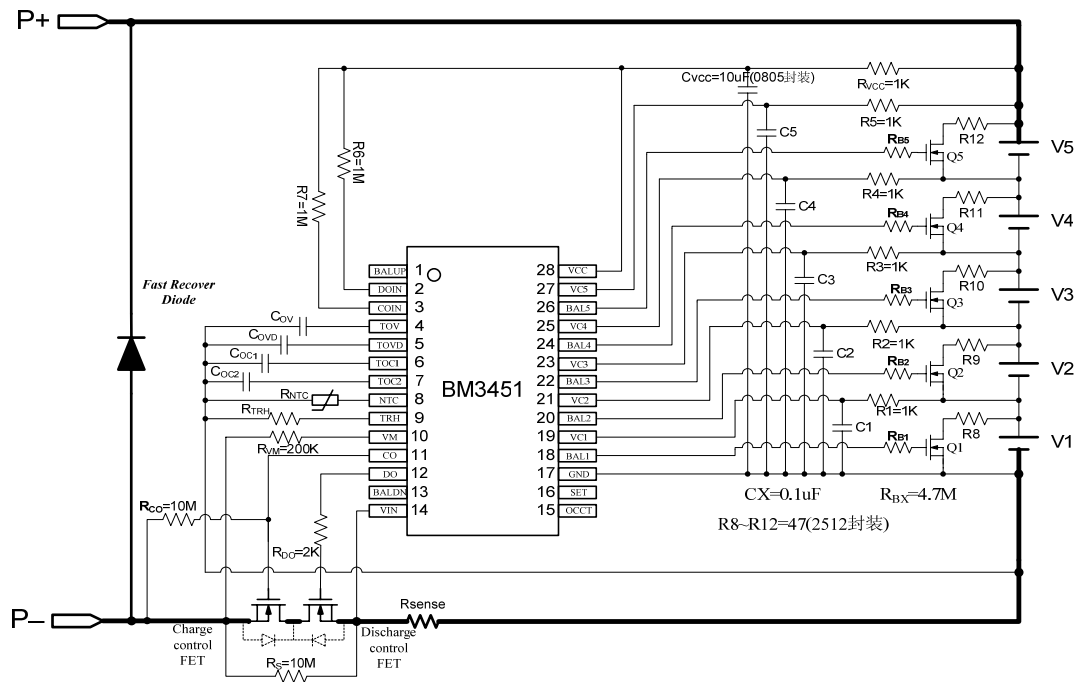 P+
Cvcc=10uF(0805封装)
RVCC=1K
R5=1K
C5
RB5
R12
Q5
V5
R6=1M
R7=1M
R4=1K
C4
RB4
R11
Q4
V4
R3=1K
C3
RB3
R10
Q3
V3
R2=1K
C2
RB2
R9
Q2
V2
R1=1K
C1
RB1
R8
Q1
V1
Fast Recover
Diode
COV
COVD
COC1
COC2
RNTC
RTRH
RVM=200K
BM3451
BALUP 1
DOIN 2
COIN 3
TOV 4
TOVD 5
TOC1 6
TOC2 7
NTC 8
TRH 9
VM 10
CO 11
DO 12
BALDN 13
VIN 14
28 VCC
27 VC5
26 BAL5
25 VC4
24 BAL4
23 VC3
22 BAL3
21 VC2
20 BAL2
19 VC1
18 BAL1
17 GND
16 SET
15 OCCT
CX=0.1uF
RBX=4.7M
R8~R12=47(2512封装)
RCO=10M
RDO=2K
P–
Charge
control
FET
Discharge
control
FET
Rsense
RS=10M